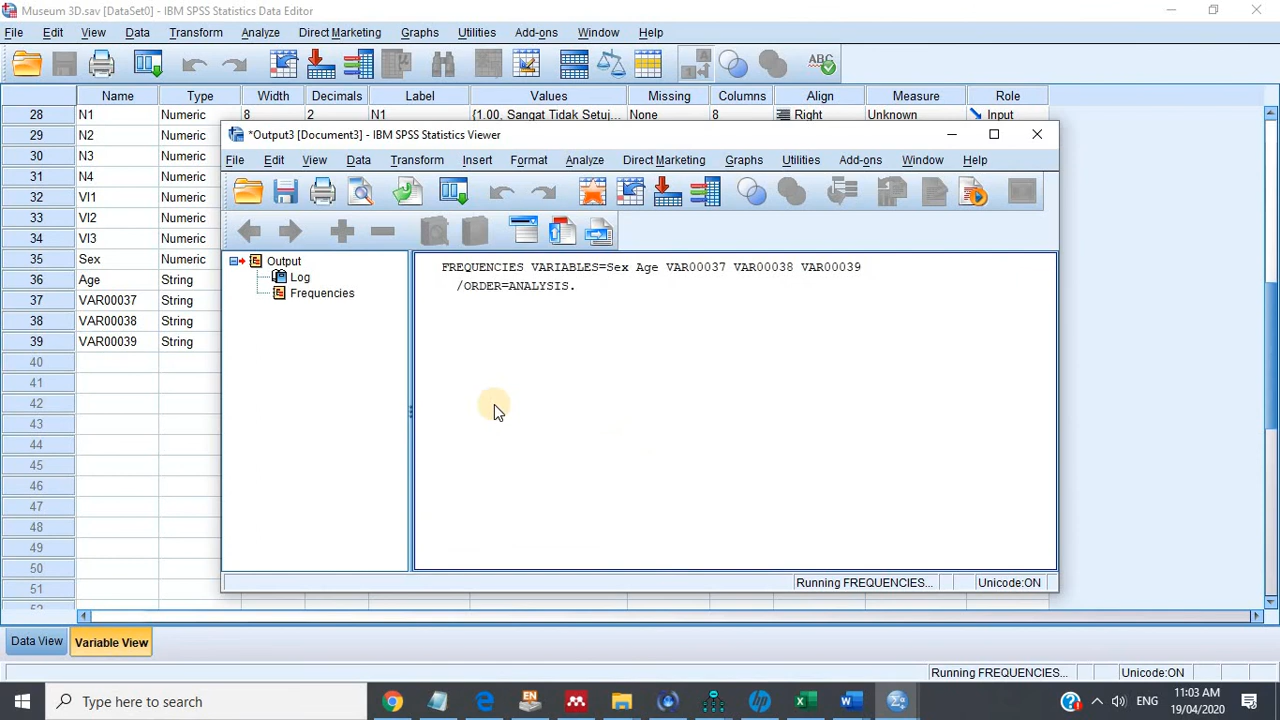 Museum 3D.sav [DataSet0] - IBM SPSS Statistics Data Editor
File Edit View Data Transform Analyze Direct Marketing Graphs Utilities Add-ons Window Help
Name Type Width Decimals Label Values Missing Columns Align Measure Role
28 N1 Numeric 8 2 N1 {1.00, Sangat Tidak Setuj... None 8 Right Unknown Input
29 N2 Numeric
30 N3 Numeric
31 N4 Numeric
32 VI1 Numeric
33 VI2 Numeric
34 VI3 Numeric
35 Sex Numeric
36 Age String
37 VAR00037 String
38 VAR00038 String
39 VAR00039 String
40
41
42
43
44
45
46
47
48
49
50
51
52
*Output3 [Document3] - IBM SPSS Statistics Viewer
File Edit View Data Transform Insert Format Analyze Direct Marketing Graphs Utilities Add-ons Window Help
Output
Log
Frequencies
FREQUENCIES VARIABLES=Sex Age VAR00037 VAR00038 VAR00039
/ORDER=ANALYSIS.
Running FREQUENCIES... Unicode:ON
Data View Variable View
Running FREQUENCIES... Unicode:ON
Type here to search
ENG 11:03 AM
19/04/2020